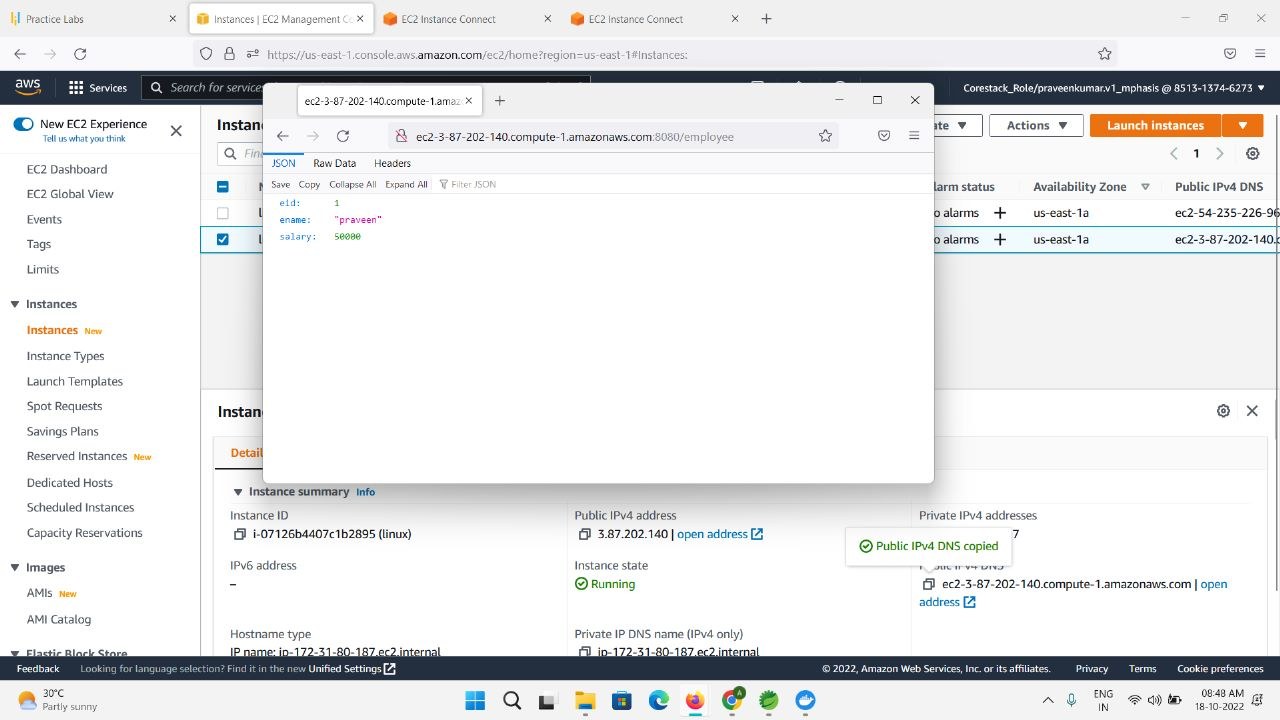 Practice Labs
Instances | EC2 Management Co
EC2 Instance Connect
EC2 Instance Connect
https://us-east-1.console.aws.amazon.com/ec2/home?region=us-east-1#Instances:
aws
Services
Search for service
Corestack_Role/praveenkumar.v1_mphasis @ 8513-1374-6273
ec2-3-87-202-140.compute-1.amaz
ec2-3-87-202-140.compute-1.amazonaws.com:8080/employee
JSON
Raw Data
Headers
Save
Copy
Collapse All
Expand All
Filter JSON
eid: 1
ename: "praveen"
salary: 50000
New EC2 Experience
Tell us what you think
EC2 Dashboard
EC2 Global View
Events
Tags
Limits
Instances
Instances New
Instance Types
Launch Templates
Spot Requests
Savings Plans
Reserved Instances New
Dedicated Hosts
Scheduled Instances
Capacity Reservations
Images
AMIs New
AMI Catalog
Elastic Block Store
Instan
Actions
Launch instances
1
Availability Zone
Public IPv4 DNS
us-east-1a
ec2-54-235-226-96
us-east-1a
ec2-3-87-202-140.c
Instan
Detail
Instance summary Info
Instance ID
i-07126b4407c1b2895 (linux)
Public IPv4 address
3.87.202.140 | open address
Private IPv4 addresses
7
Public IPv4 DNS copied
IPv6 address
–
Instance state
Running
Public IPv4 DNS
ec2-3-87-202-140.compute-1.amazonaws.com | open
address
Hostname type
IP name: ip-172-31-80-187.ec2.internal
Private IP DNS name (IPv4 only)
ip-172-31-80-187.ec2.internal
Feedback
Looking for language selection? Find it in the new Unified Settings
© 2022, Amazon Web Services, Inc. or its affiliates.
Privacy
Terms
Cookie preferences
30°C
Partly sunny
ENG
IN
08:48 AM
18-10-2022